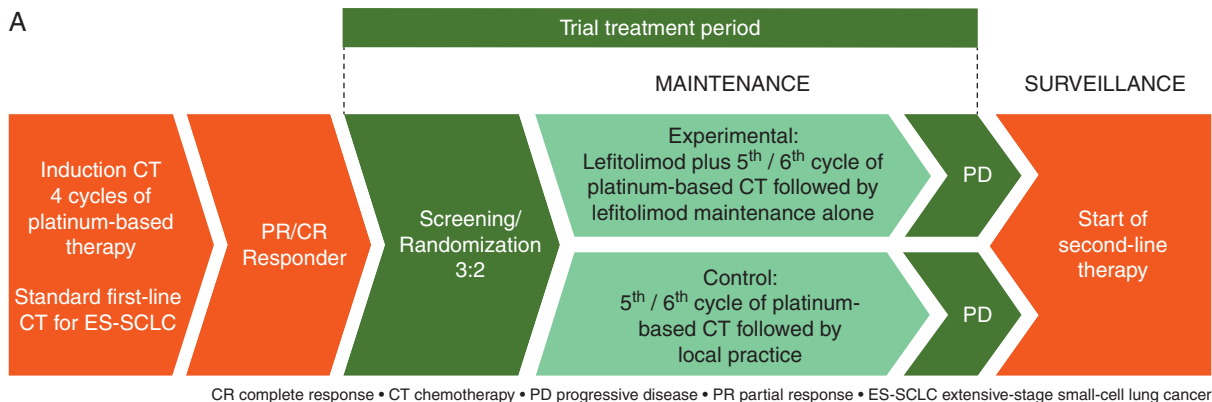 A
Trial treatment period
MAINTENANCE
SURVEILLANCE
Induction CT
4 cycles of
platinum-based
therapy
Standard first-line
CT for ES-SCLC
PR/CR
Responder
Screening/
Randomization
3:2
Experimental:
Lefitolimod plus 5th / 6th cycle of
platinum-based CT followed by
lefitolimod maintenance alone
PD
Control:
5th / 6th cycle of platinum-
based CT followed by
local practice
PD
Start of
second-line
therapy
CR complete response • CT chemotherapy • PD progressive disease • PR partial response • ES-SCLC extensive-stage small-cell lung cancer